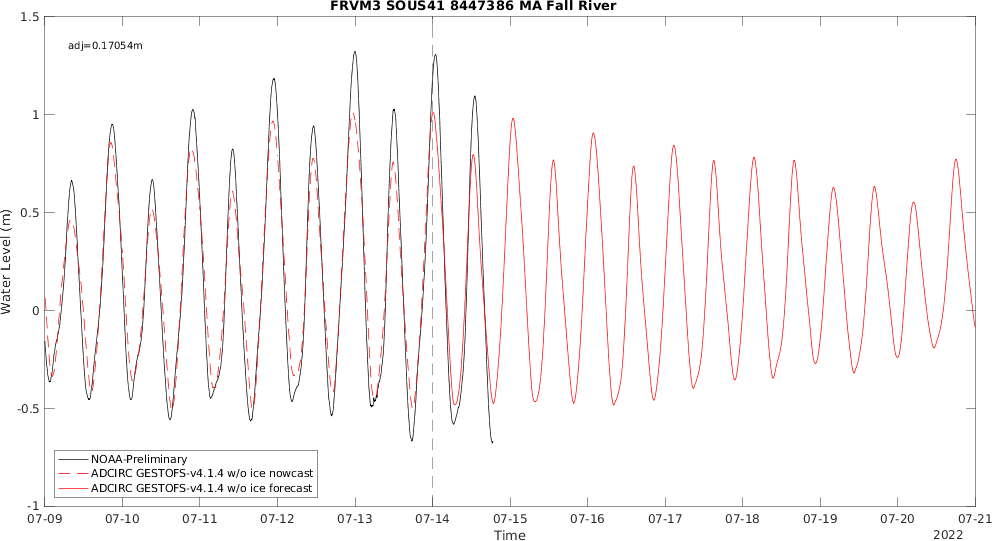 FRVM3 SOUS41 8447386 MA Fall River
adj=0.17054m
1.5
1
0.5
0
-0.5
-1
Water Level (m)
NOAA-Preliminary
ADCIRC GESTOFS-v4.1.4 w/o ice nowcast
ADCIRC GESTOFS-v4.1.4 w/o ice forecast
07-09 07-10 07-11 07-12 07-13 07-14 07-15 07-16 07-17 07-18 07-19 07-20 07-21
Time
2022